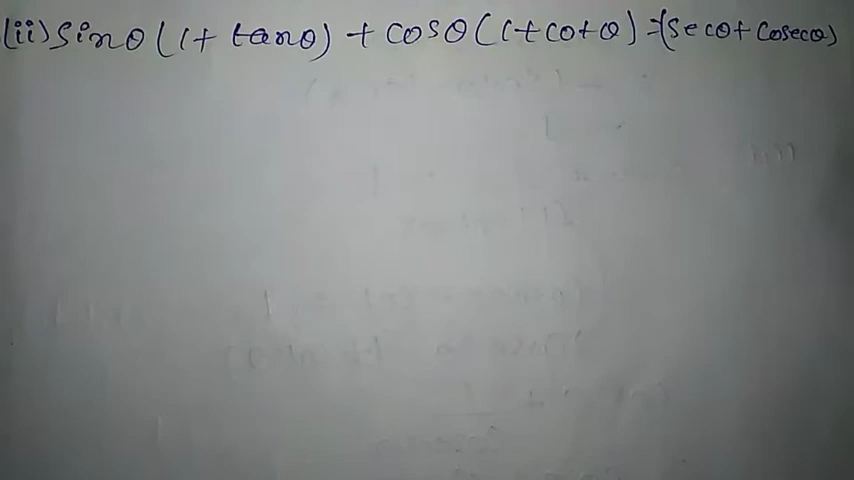 (ii) sinθ(1+ tanθ) + cosθ(1+cotθ) =(secθ+ cosecθ)